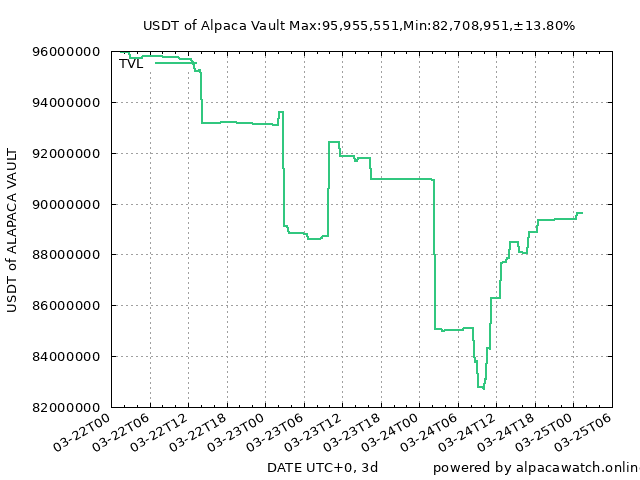 USDT of Alpaca Vault Max:95,955,551,Min:82,708,951,±13.80%
96000000
TVL
94000000
92000000
90000000
88000000
86000000
84000000
82000000
USDT of ALAPACA VAULT
03-22T00
03-22T06
03-22T12
03-22T18
03-23T00
03-23T06
03-23T12
03-23T18
03-24T00
03-24T06
03-24T12
03-24T18
03-25T00
03-25T06
DATE UTC+0, 3d
powered by alpacawatch.online